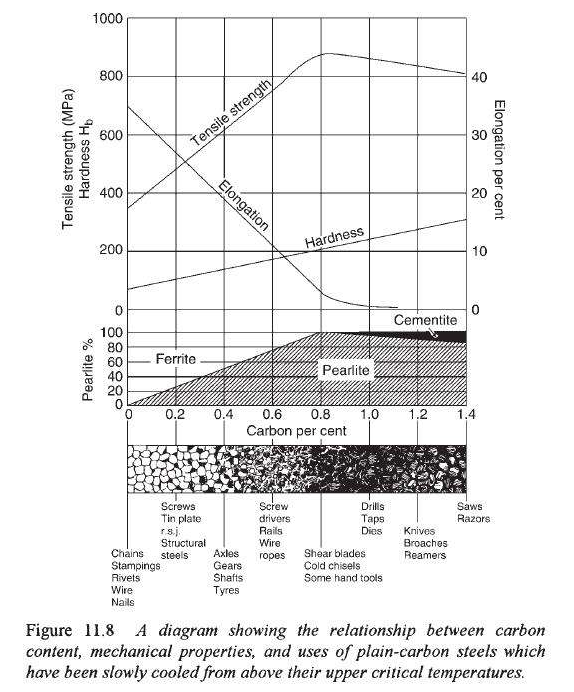 1000
800
600
400
200
0
Tensile strength (MPa)
Hardness H_b
40
30
20
10
0
Elongation per cent
Tensile strength
Elongation
Hardness
Cementite
Ferrite
Pearlite
100
80
60
40
20
0
Pearlite %
0 0.2 0.4 0.6 0.8 1.0 1.2 1.4
Carbon per cent
Chains
Stampings
Rivets
Wire
Nails
Screws
Tin plate
r.s.j.
Structural
steels
Axles
Gears
Shafts
Tyres
Screw
drivers
Rails
Wire
ropes
Shear blades
Cold chisels
Some hand tools
Drills
Taps
Dies
Knives
Broaches
Reamers
Saws
Razors
Figure 11.8 A diagram showing the relationship between carbon
content, mechanical properties, and uses of plain-carbon steels which
have been slowly cooled from above their upper critical temperatures.